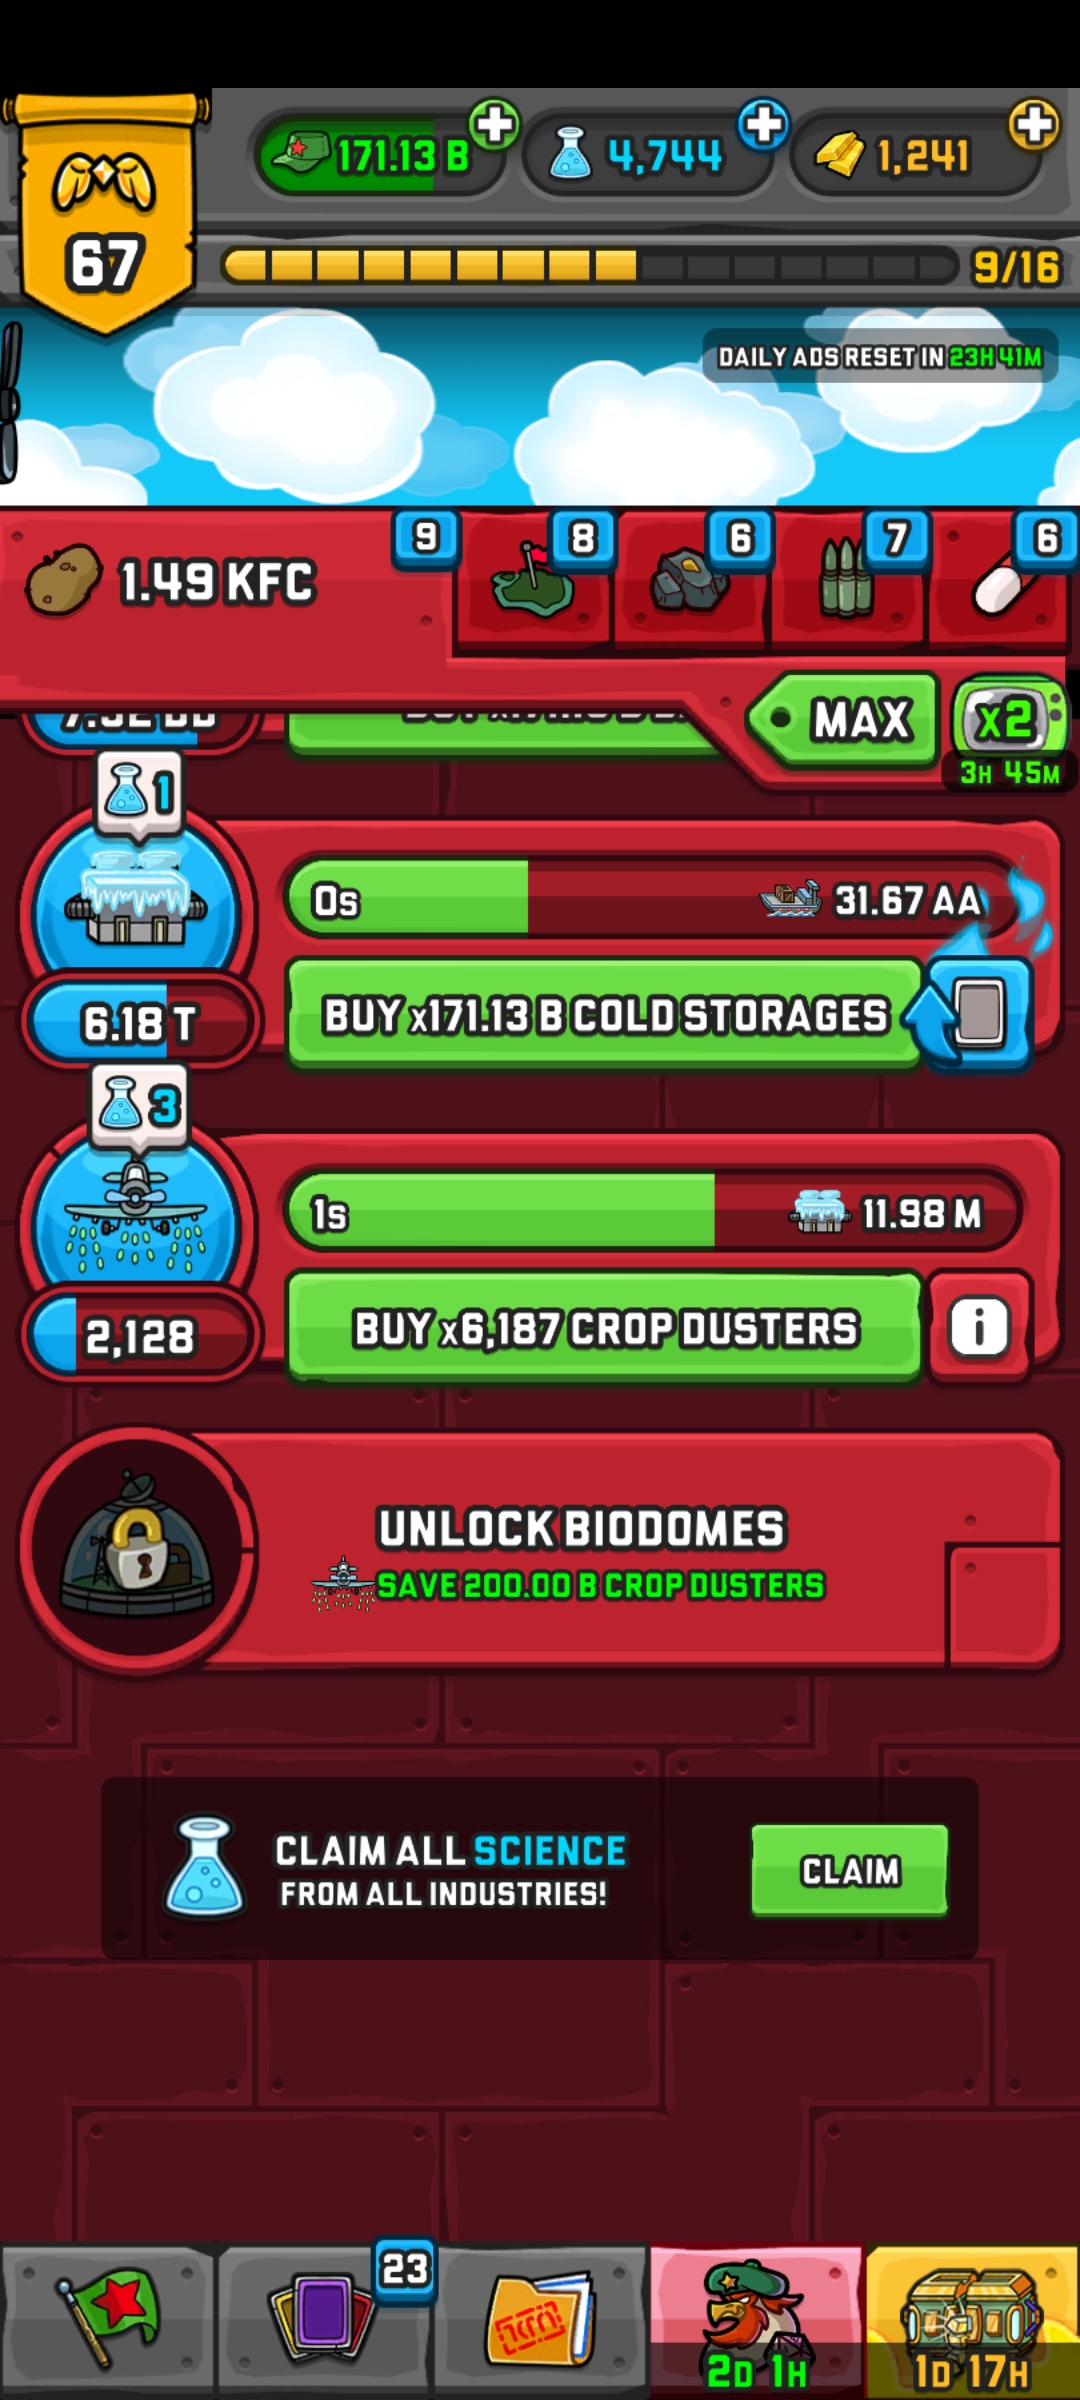 171.13 B
4,744
1,241
67
9/16
DAILY ADS RESET IN 23H 41M
1.49 KFC
9
8
6
7
6
MAX
x2
3H 45M
1
0s
31.67 AA
6.18 T
BUY x171.13 B COLD STORAGES
3
1s
11.98 M
2,128
BUY x6,187 CROP DUSTERS
i
UNLOCK BIODOMES
SAVE 200.00 B CROP DUSTERS
CLAIM ALL SCIENCE
FROM ALL INDUSTRIES!
CLAIM
23
2D 1H
1D 17H